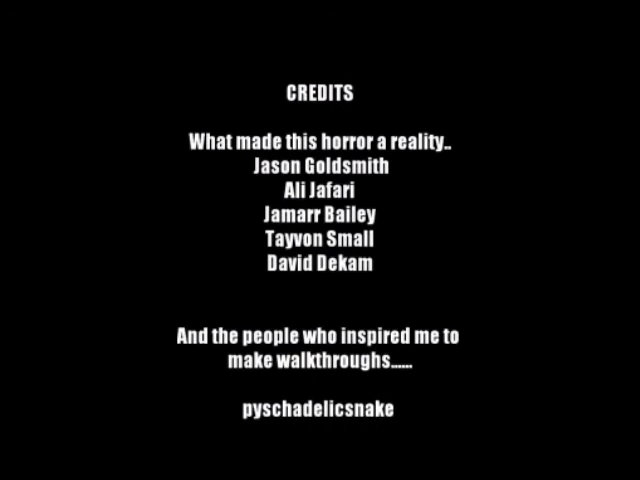 CREDITS
What made this horror a reality..
Jason Goldsmith
Ali Jafari
Jamarr Bailey
Tayvon Small
David Dekam
And the people who inspired me to
make walkthroughs......
pyschadelicsnake